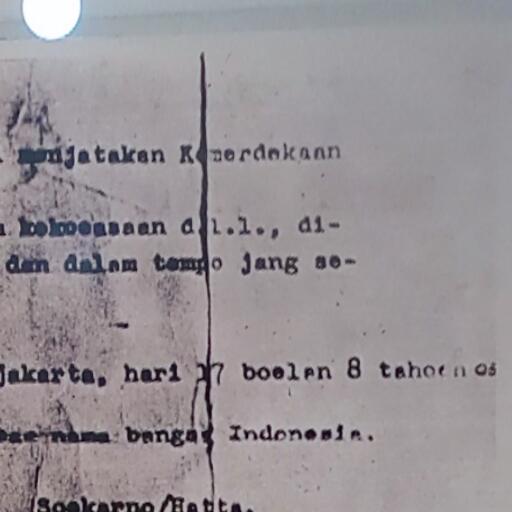 menjatakan Kemerdekaan
kekoeasaan d.l.l., di-
dan dalam tempo jang se-
Djakarta, hari 17 boelan 8 tahoen 05
nama bangsa Indonesia.
Soekarno/Hatta.